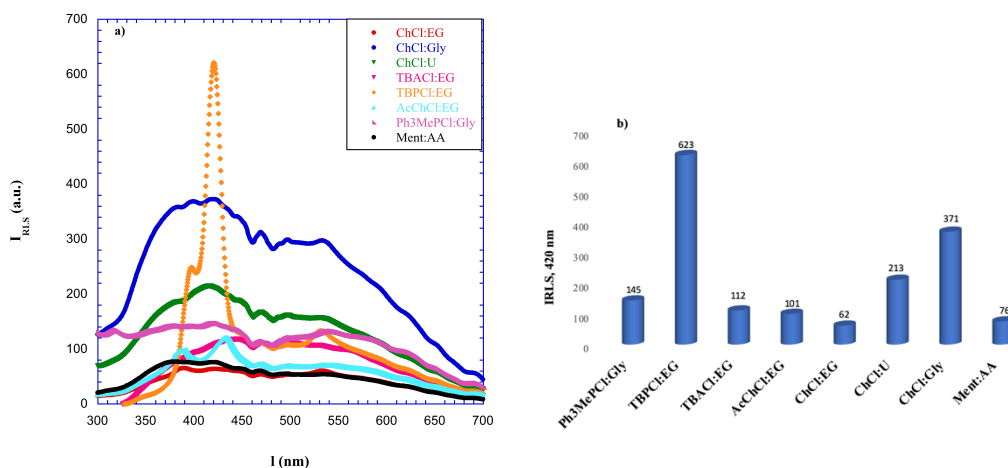 a)
ChCl:EG
ChCl:Gly
ChCl:U
TBACl:EG
TBPCl:EG
AcChCl:EG
Ph3MePCl:Gly
Ment:AA
I RLS (a.u.)
700
600
500
400
300
200
100
0
300 350 400 450 500 550 600 650 700
l (nm)
b)
IRLS, 420 nm
700
600
500
400
300
200
100
0
145
623
112
101
62
213
371
76
Ph3MePCl:Gly
TBPCl:EG
TBACl:EG
AcChCl:EG
ChCl:EG
ChCl:U
ChCl:Gly
Ment:AA